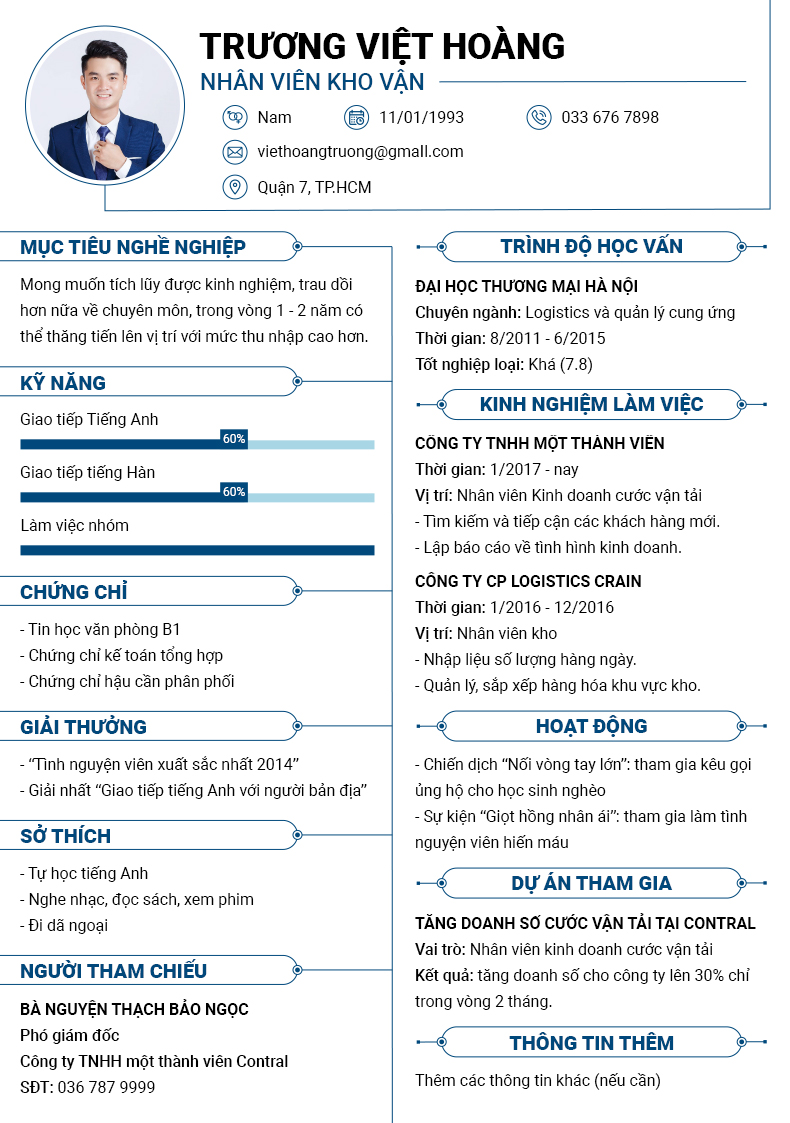 TRƯƠNG VIỆT HOÀNG
NHÂN VIÊN KHO VẬN
Nam
11/01/1993
033 676 7898
viethoangtruong@gmall.com
Quận 7, TP.HCM
MỤC TIÊU NGHỀ NGHIỆP
Mong muốn tích lũy được kinh nghiệm, trau dồi
hơn nữa về chuyên môn, trong vòng 1 - 2 năm có
thể thăng tiến lên vị trí với mức thu nhập cao hơn.
KỸ NĂNG
Giao tiếp Tiếng Anh
60%
Giao tiếp tiếng Hàn
60%
Làm việc nhóm
CHỨNG CHỈ
- Tin học văn phòng B1
- Chứng chỉ kế toán tổng hợp
- Chứng chỉ hậu cần phân phối
GIẢI THƯỞNG
- “Tình nguyện viên xuất sắc nhất 2014”
- Giải nhất “Giao tiếp tiếng Anh với người bản địa”
SỞ THÍCH
- Tự học tiếng Anh
- Nghe nhạc, đọc sách, xem phim
- Đi dã ngoại
NGƯỜI THAM CHIẾU
BÀ NGUYỆN THẠCH BẢO NGỌC
Phó giám đốc
Công ty TNHH một thành viên Contral
SĐT: 036 787 9999
TRÌNH ĐỘ HỌC VẤN
ĐẠI HỌC THƯƠNG MẠI HÀ NỘI
Chuyên ngành: Logistics và quản lý cung ứng
Thời gian: 8/2011 - 6/2015
Tốt nghiệp loại: Khá (7.8)
KINH NGHIỆM LÀM VIỆC
CÔNG TY TNHH MỘT THÀNH VIÊN
Thời gian: 1/2017 - nay
Vị trí: Nhân viên Kinh doanh cước vận tải
- Tìm kiếm và tiếp cận các khách hàng mới.
- Lập báo cáo về tình hình kinh doanh.
CÔNG TY CP LOGISTICS CRAIN
Thời gian: 1/2016 - 12/2016
Vị trí: Nhân viên kho
- Nhập liệu số lượng hàng ngày.
- Quản lý, sắp xếp hàng hóa khu vực kho.
HOẠT ĐỘNG
- Chiến dịch “Nối vòng tay lớn”: tham gia kêu gọi
ủng hộ cho học sinh nghèo
- Sự kiện “Giọt hồng nhân ái”: tham gia làm tình
nguyện viên hiến máu
DỰ ÁN THAM GIA
TĂNG DOANH SỐ CƯỚC VẬN TẢI TẠI CONTRAL
Vai trò: Nhân viên kinh doanh cước vận tải
Kết quả: tăng doanh số cho công ty lên 30% chỉ
trong vòng 2 tháng.
THÔNG TIN THÊM
Thêm các thông tin khác (nếu cần)